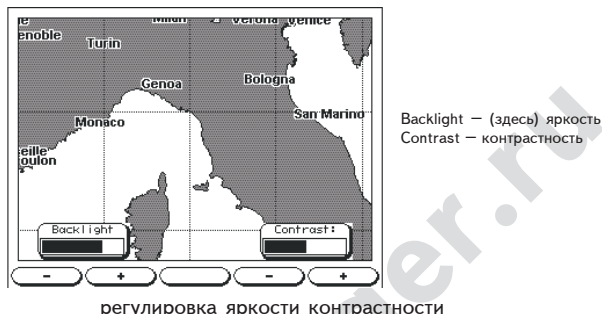 Milan Verona Venice
enoble
Turin
Genoa
Bologna
San Marino
Monaco
eille
oulon
Backlight
Contrast:
- + - +
Backlight – (здесь) яркость
Contrast – контрастность
регулировка яркости контрастности